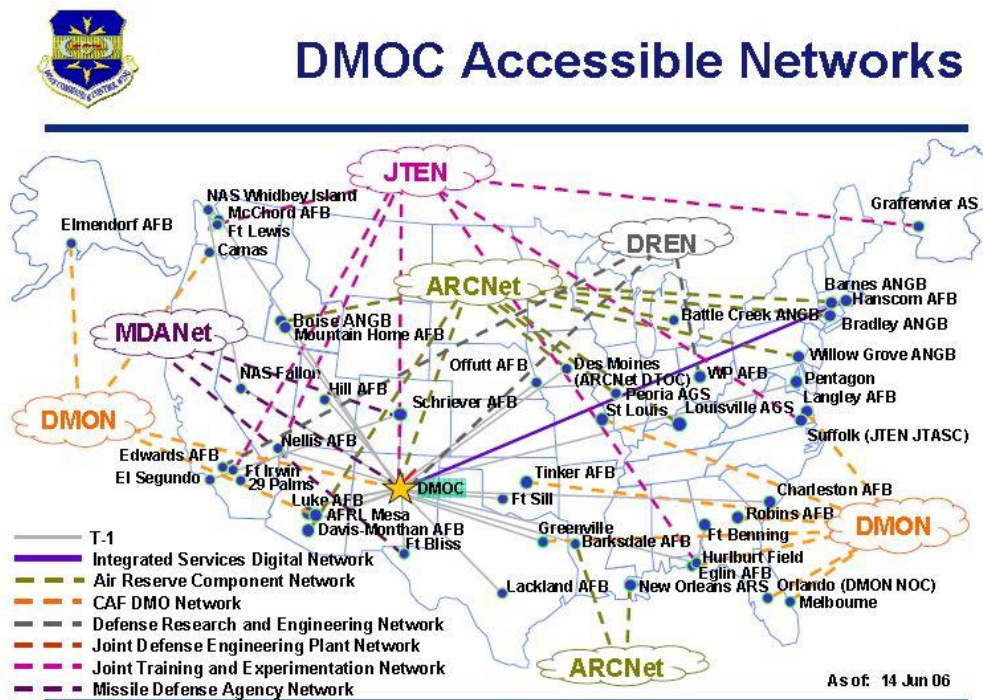 DMOC Accessible Networks
JTEN
NAS Whidbey Island
McChord AFB
Ft Lewis
Elmendorf AFB
Camas
Graffenvier AS
DREN
ARCNet
Barnes ANGB
Hanscom AFB
Bradley ANGB
Boise ANGB
Mountain Home AFB
Battle Creek ANGB
MDANet
Offutt AFB
Des Moines
(ARCNet DTOC)
WP AFB
Willow Grove ANGB
NAS Fallon
Hill AFB
Schriever AFB
Peoria AGS
Pentagon
Langley AFB
St Louis
Louisville AGS
DMON
Suffolk (JTEN JTASC)
Nellis AFB
Edwards AFB
El Segundo
Ft Irwin
29 Palms
DMOC
Tinker AFB
Ft Sill
Charleston AFB
Luke AFB
AFRL Mesa
Davis-Monthan AFB
Ft Bliss
Greenville
Barksdale AFB
Robins AFB
Ft Benning
DMON
Hurlburt Field
Eglin AFB
Lackland AFB
New Orleans ARS
Orlando (DMON NOC)
Melbourne
ARCNet
T-1
Integrated Services Digital Network
Air Reserve Component Network
CAF DMO Network
Defense Research and Engineering Network
Joint Defense Engineering Plant Network
Joint Training and Experimentation Network
Missile Defense Agency Network
As of: 14 Jun 06